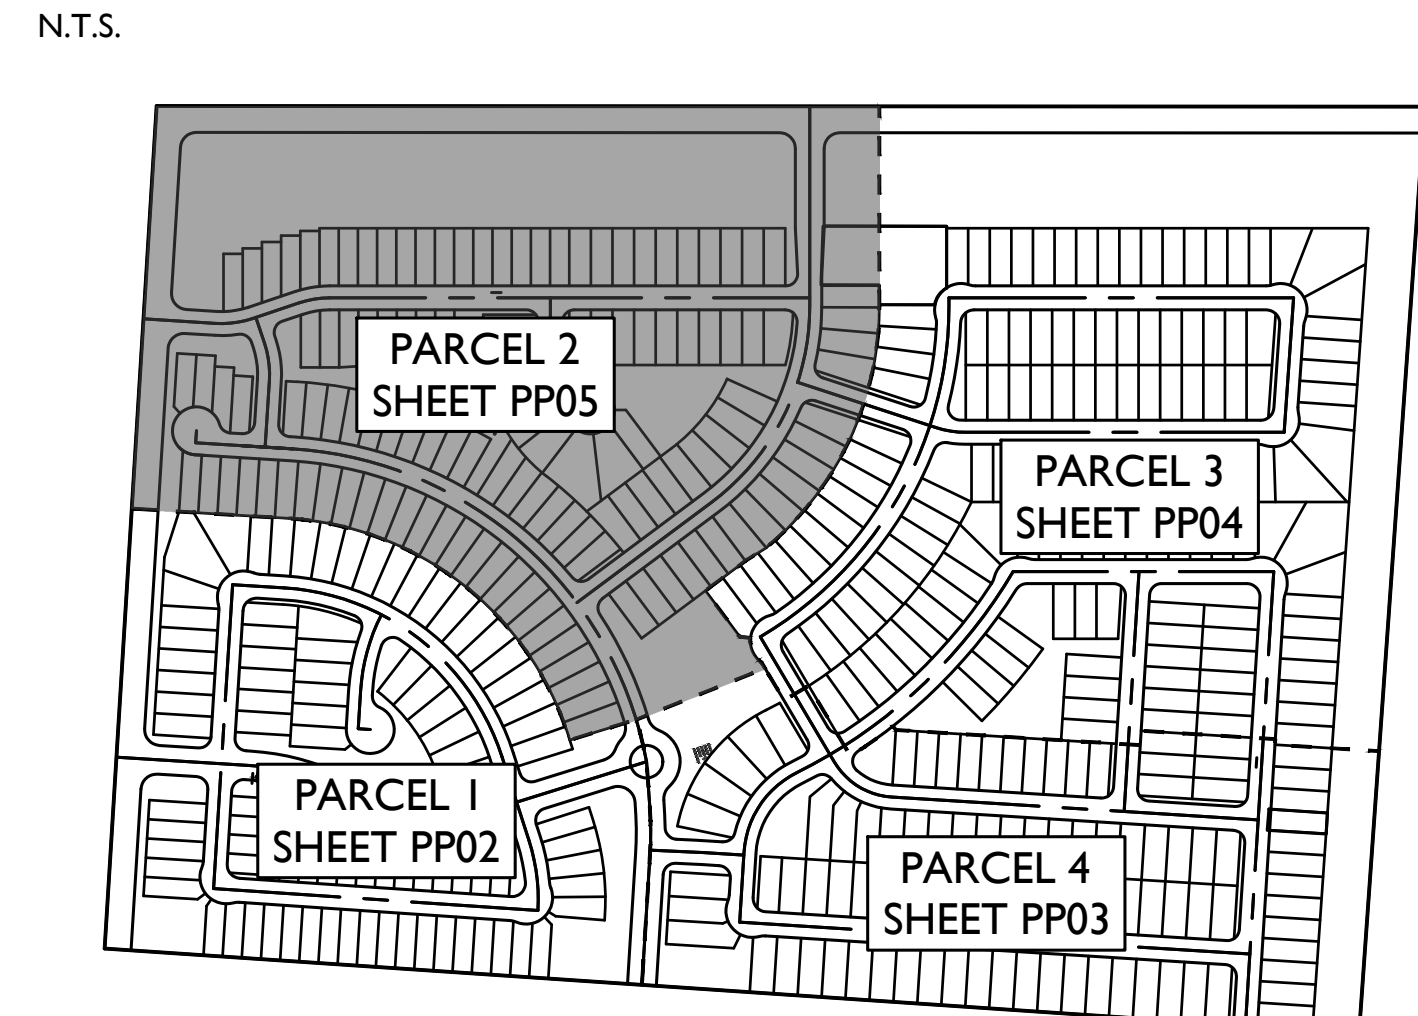 N.T.S.
PARCEL 2
SHEET PP05
PARCEL 3
SHEET PP04
PARCEL 1
SHEET PP02
PARCEL 4
SHEET PP03